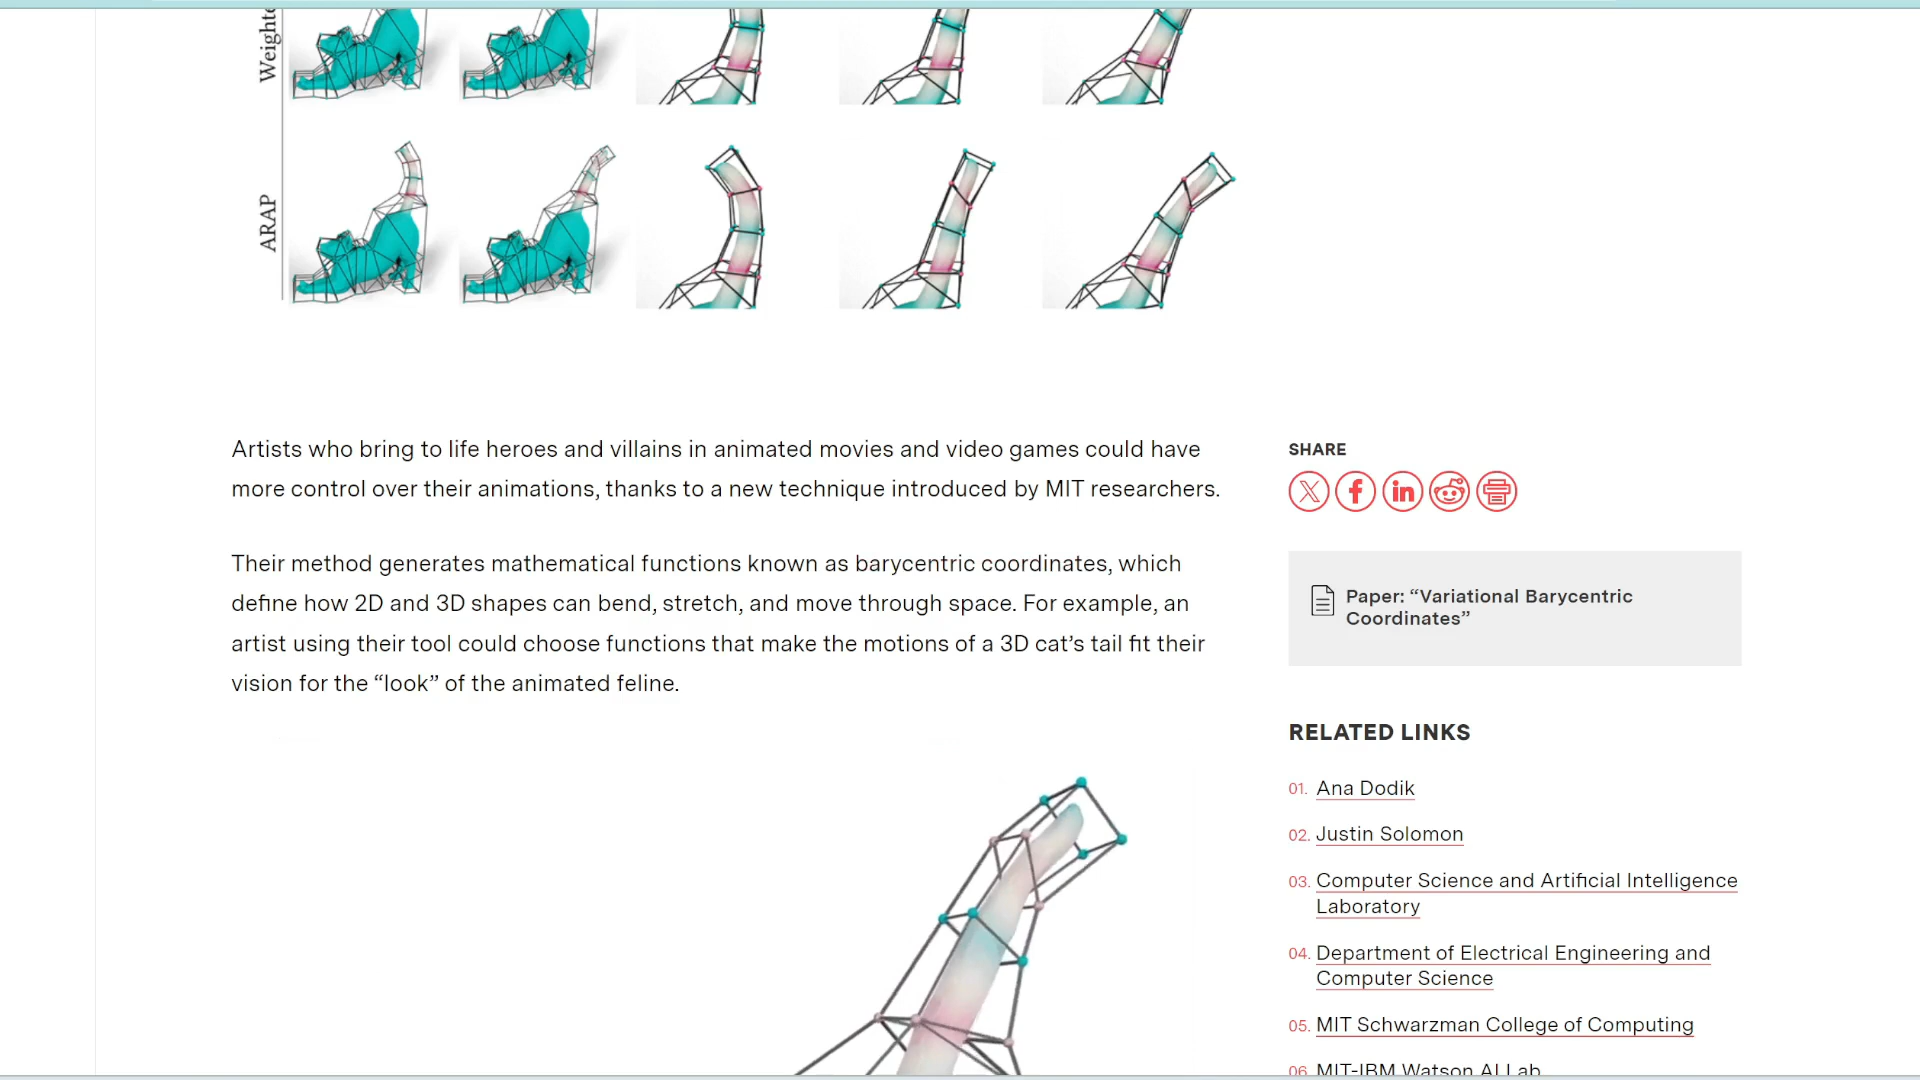 ARAP
Artists who bring to life heroes and villains in animated movies and video games could have
more control over their animations, thanks to a new technique introduced by MIT researchers.
Their method generates mathematical functions known as barycentric coordinates, which
define how 2D and 3D shapes can bend, stretch, and move through space. For example, an
artist using their tool could choose functions that make the motions of a 3D cat’s tail fit their
vision for the “look” of the animated feline.
SHARE
Paper: “Variational Barycentric
Coordinates”
RELATED LINKS
01. Ana Dodik
02. Justin Solomon
03. Computer Science and Artificial Intelligence
Laboratory
04. Department of Electrical Engineering and
Computer Science
05. MIT Schwarzman College of Computing
06. MIT-IBM Watson AI Lab